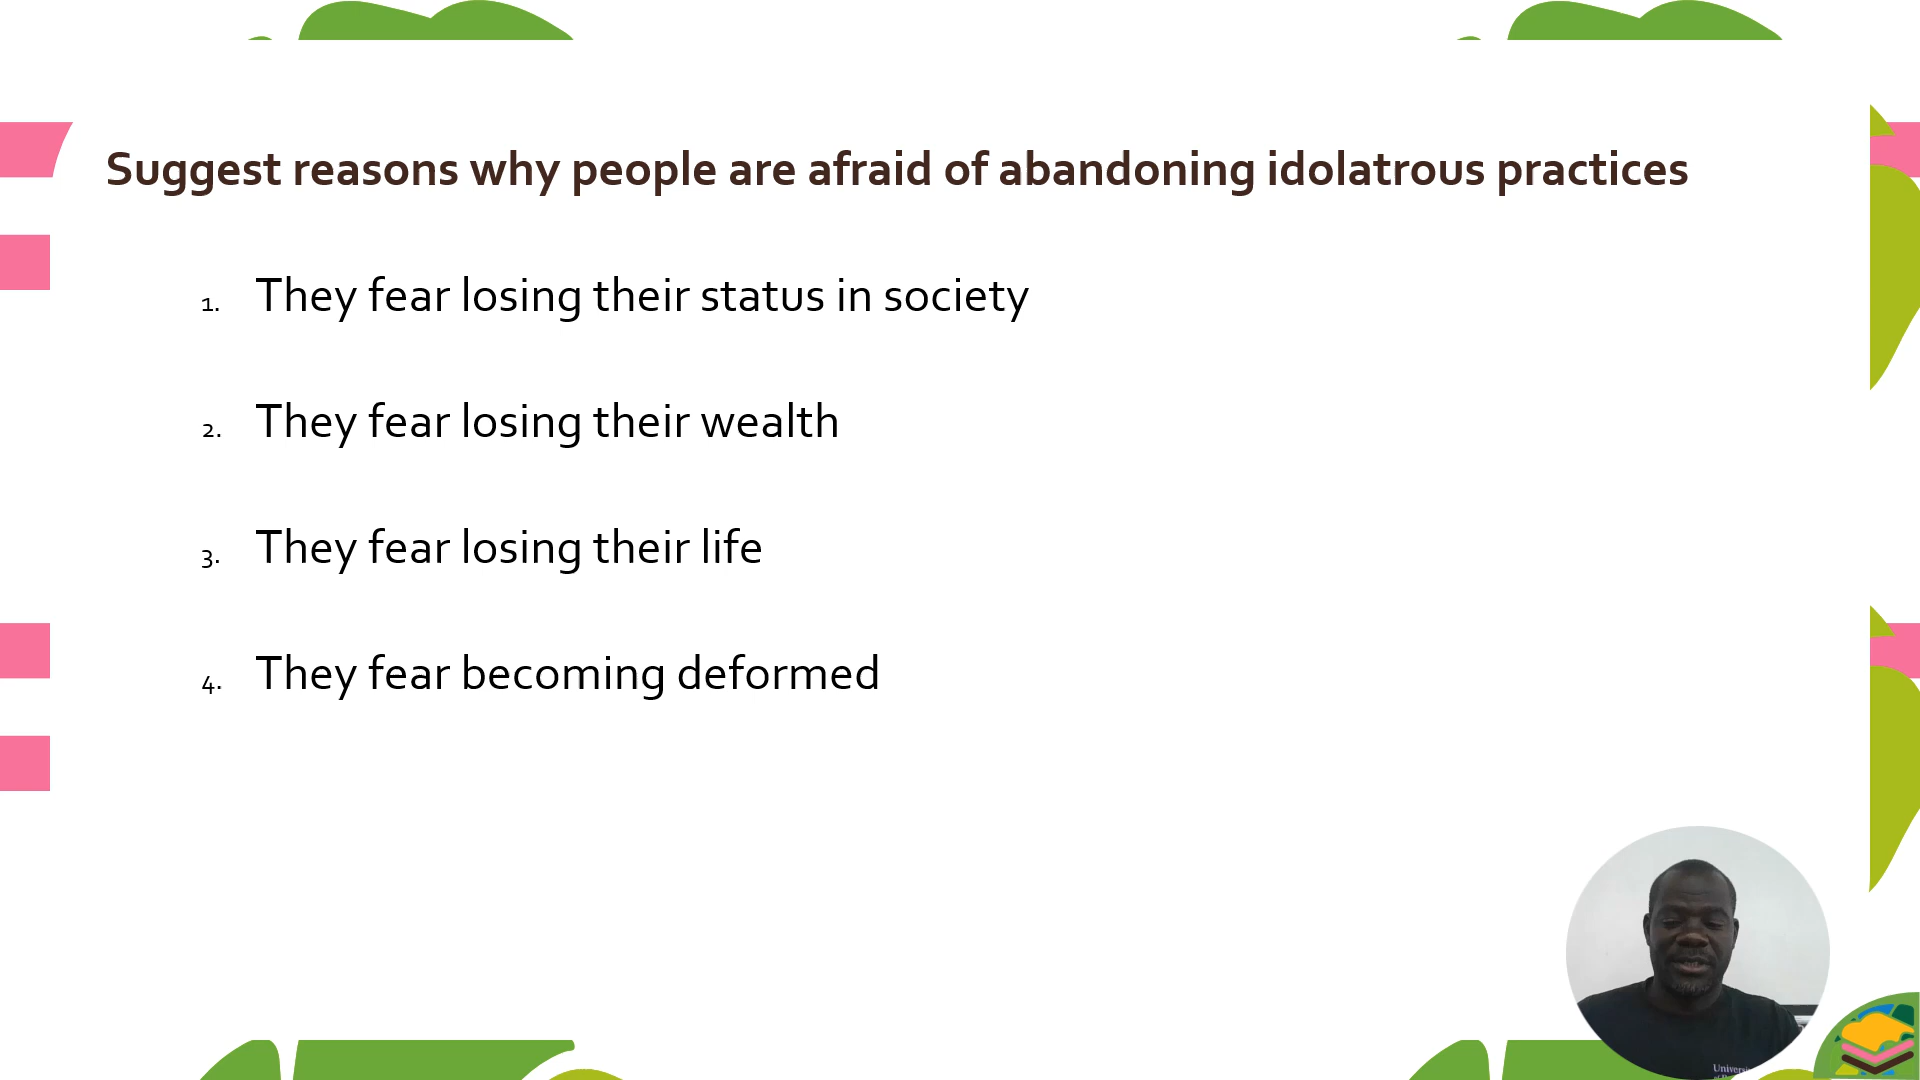 Suggest reasons why people are afraid of abandoning idolatrous practices
1. They fear losing their status in society
2. They fear losing their wealth
3. They fear losing their life
4. They fear becoming deformed